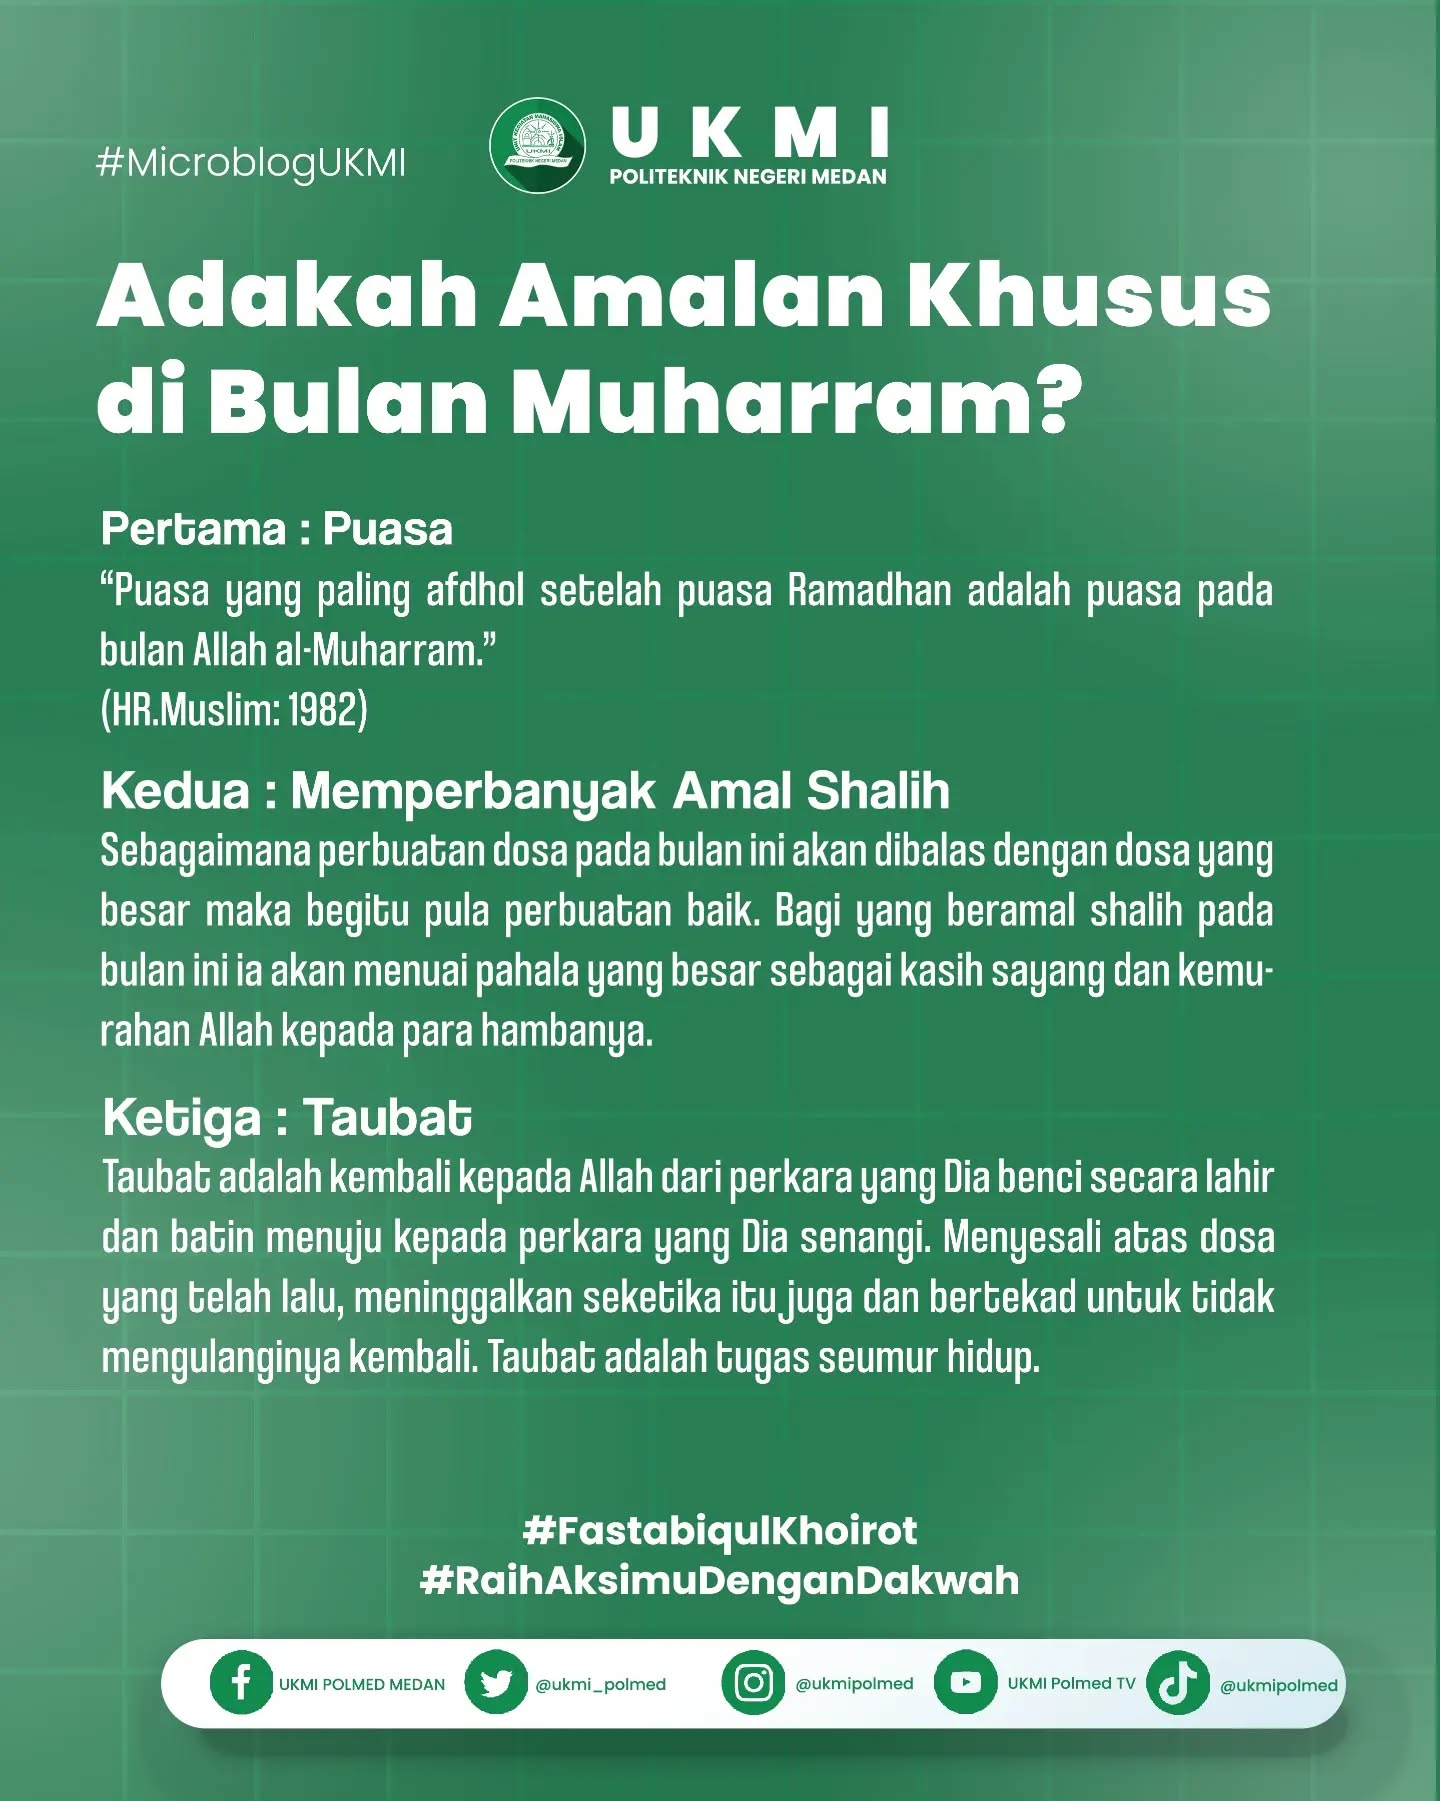 #MicroblogUKMI
UKMI
POLITEKNIK NEGERI MEDAN
UKMI
POLITEKNIK NEGERI MEDAN
Adakah Amalan Khusus
di Bulan Muharram?
Pertama : Puasa
“Puasa yang paling afdhol setelah puasa Ramadhan adalah puasa pada
bulan Allah al-Muharram.”
(HR.Muslim: 1982)
Kedua : Memperbanyak Amal Shalih
Sebagaimana perbuatan dosa pada bulan ini akan dibalas dengan dosa yang
besar maka begitu pula perbuatan baik. Bagi yang beramal shalih pada
bulan ini ia akan menuai pahala yang besar sebagai kasih sayang dan kemu-
rahan Allah kepada para hambanya.
Ketiga : Taubat
Taubat adalah kembali kepada Allah dari perkara yang Dia benci secara lahir
dan batin menyju kepada perkara yang Dia senangi. Menyesali atas dosa
yang telah lalu, meninggalkan seketika itu juga dan bertekad untuk tidak
mengulanginya kembali. Taubat adalah tugas seumur hidup.
#FastabiqulKhoirot
#RaihAksimuDenganDakwah
UKMI POLMED MEDAN @ukmi_polmed @ukmipolmed UKMI Polmed TV @ukmipolmed